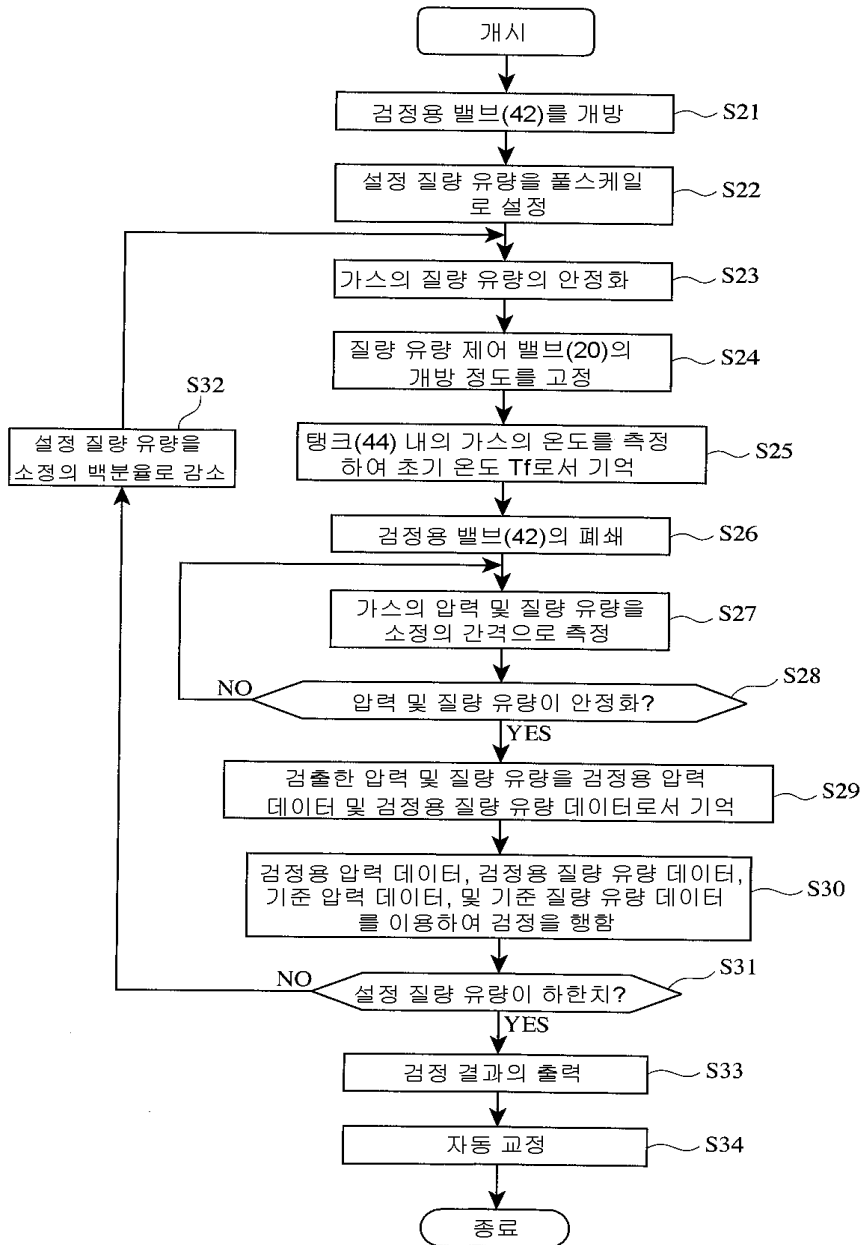 개시
검정용 밸브(42)를 개방
S21
설정 질량 유량을 풀스케일
로 설정
S22
가스의 질량 유량의 안정화
S23
질량 유량 제어 밸브(20)의
개방 정도를 고정
S24
S32
설정 질량 유량을
소정의 백분율로 감소
탱크(44) 내의 가스의 온도를 측정
하여 초기 온도 Tf로서 기억
S25
검정용 밸브(42)의 폐쇄
S26
가스의 압력 및 질량 유량을
소정의 간격으로 측정
S27
NO
압력 및 질량 유량이 안정화?
S28
YES
검출한 압력 및 질량 유량을 검정용 압력
데이터 및 검정용 질량 유량 데이터로서 기억
S29
검정용 압력 데이터, 검정용 질량 유량 데이터,
기준 압력 데이터, 및 기준 질량 유량 데이터
를 이용하여 검정을 행함
S30
NO
설정 질량 유량이 하한치?
S31
YES
검정 결과의 출력
S33
자동 교정
S34
종료